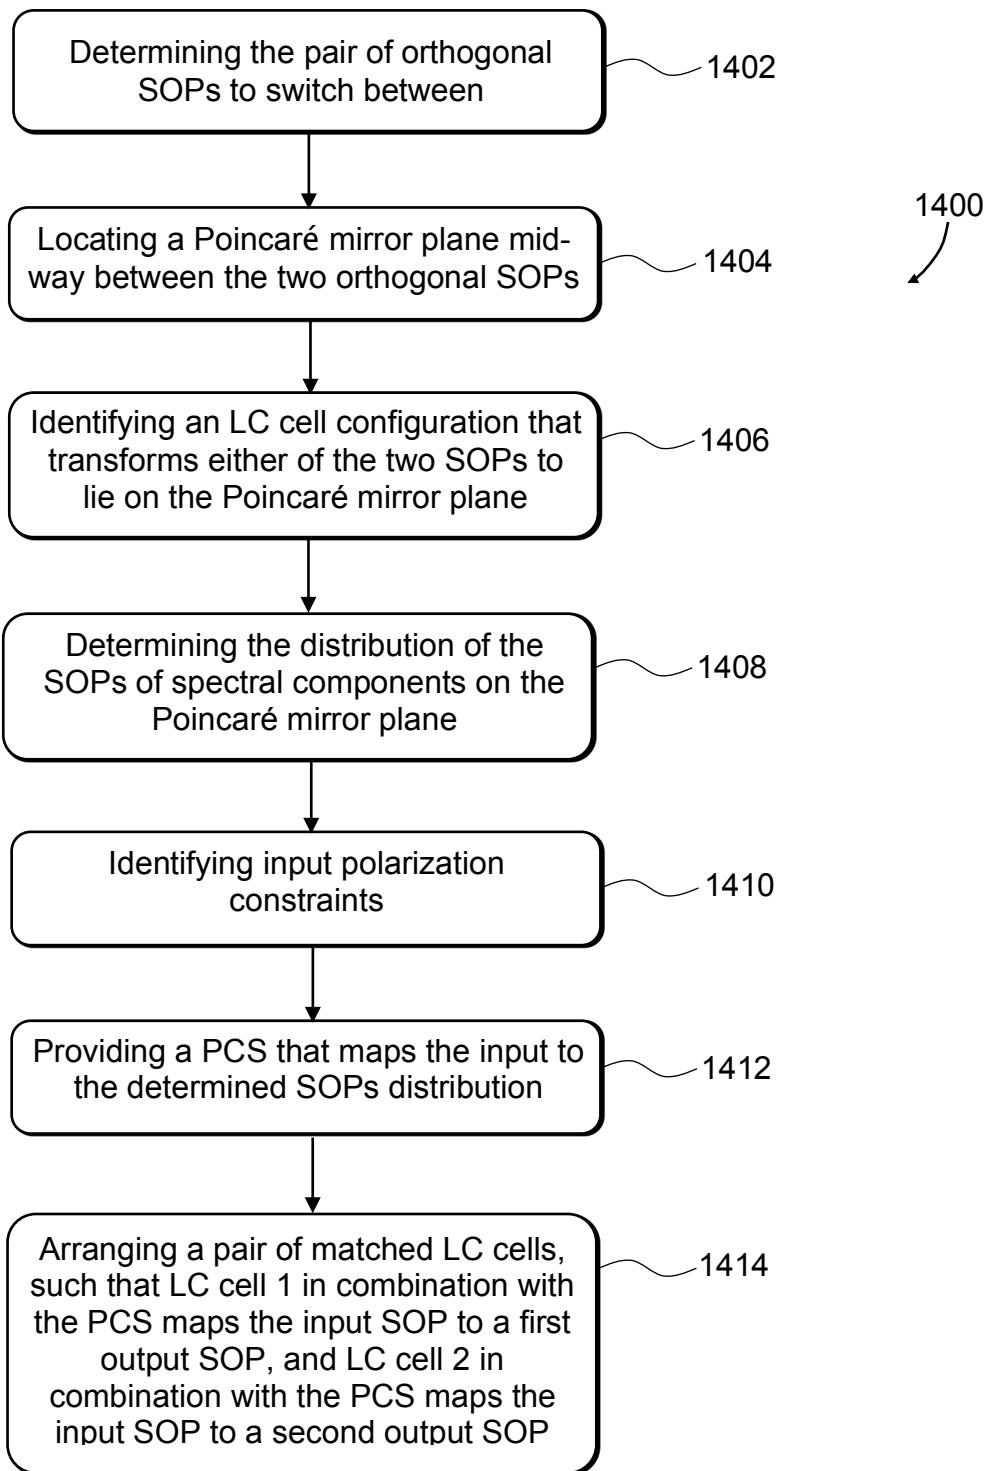 Determining the pair of orthogonal
SOPs to switch between
1402
1400
Locating a Poincaré mirror plane mid-
way between the two orthogonal SOPs
1404
Identifying an LC cell configuration that
transforms either of the two SOPs to
lie on the Poincaré mirror plane
1406
Determining the distribution of the
SOPs of spectral components on the
Poincaré mirror plane
1408
Identifying input polarization
constraints
1410
Providing a PCS that maps the input to
the determined SOPs distribution
1412
Arranging a pair of matched LC cells,
such that LC cell 1 in combination with
the PCS maps the input SOP to a first
output SOP, and LC cell 2 in
combination with the PCS maps the
input SOP to a second output SOP
1414